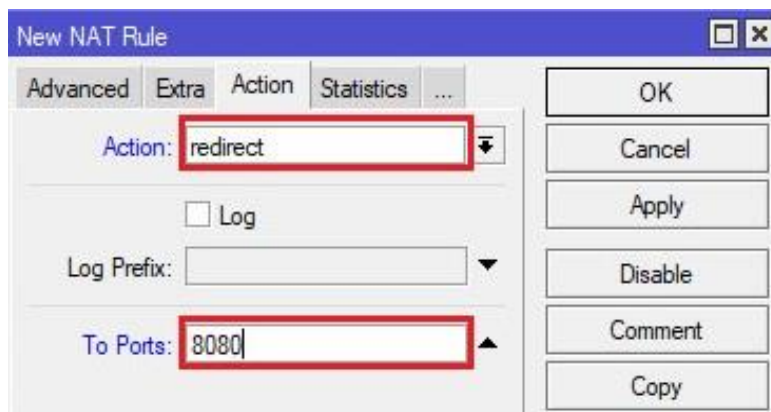 New NAT Rule
Advanced Extra Action Statistics ...
OK
Action: redirect
Cancel
Log
Apply
Log Prefix:
Disable
To Ports: 8080
Comment
Copy